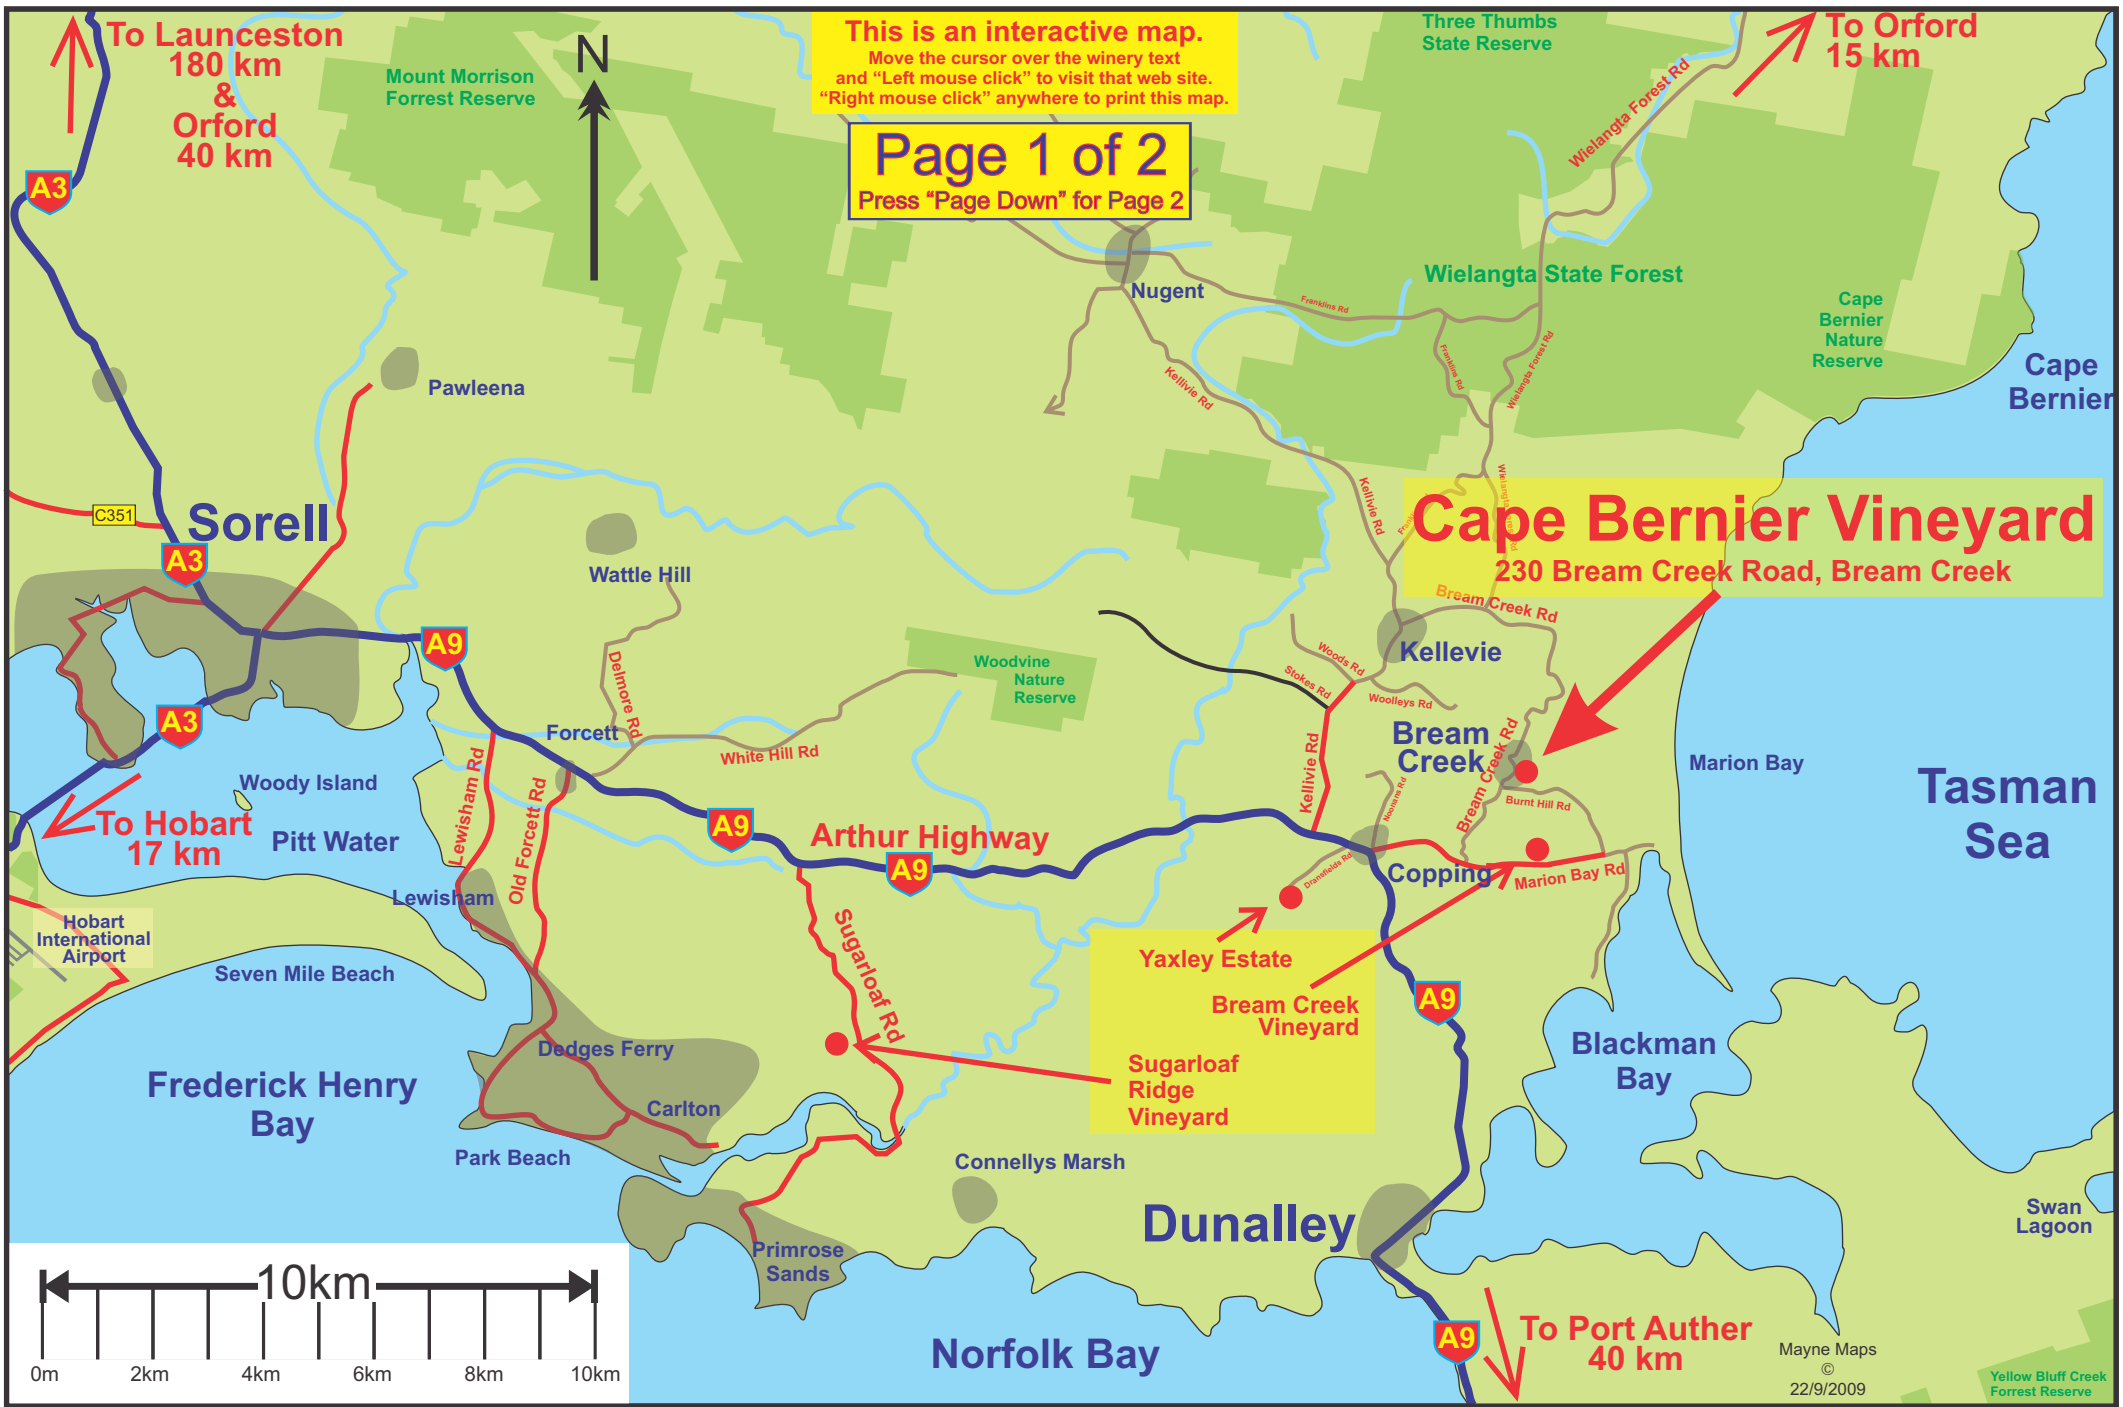 To Launceston
180 km
&
Orford
40 km
Mount Morrison
Forrest Reserve
N
This is an interactive map.
Move the cursor over the winery text
and “Left mouse click” to visit that web site.
“Right mouse click” anywhere to print this map.
Page 1 of 2
Press “Page Down” for Page 2
Three Thumbs
State Reserve
To Orford
15 km
Wielangta Forest Rd
A3
Nugent
Wielangta State Forest
Franklins Rd
Cape
Bernier
Nature
Reserve
Franklins Rd
Wielangta Forest Rd
Cape
Bernier
Pawleena
Kellivie Rd
C351
Sorell
A3
Kellivie Rd
Cape Bernier Vineyard
230 Bream Creek Road, Bream Creek
Wattle Hill
Bream Creek Rd
A9
Delmore Rd
Woodvine
Nature
Reserve
Woods Rd
Stokes Rd
Kellevie
Woolleys Rd
A3
Forcett
White Hill Rd
Bream
Creek
Bream Creek Rd
Marion Bay
Tasman
Sea
Woody Island
Lewisham Rd
Old Forcett Rd
Kellivie Rd
Noonans Rd
Burnt Hill Rd
To Hobart
17 km
Pitt Water
A9
Arthur Highway
A9
Dransfields Rd
Copping
Marion Bay Rd
Lewisham
Hobart
International
Airport
Seven Mile Beach
Sugarloaf Rd
Yaxley Estate
Bream Creek
Vineyard
A9
Sugarloaf
Ridge
Vineyard
Blackman
Bay
Dedges Ferry
Frederick Henry
Bay
Carlton
Park Beach
Connellys Marsh
Dunalley
Swan
Lagoon
Primrose
Sands
10km
0m 2km 4km 6km 8km 10km
Norfolk Bay
A9
To Port Auther
40 km
Mayne Maps
©
22/9/2009
Yellow Bluff Creek
Forrest Reserve